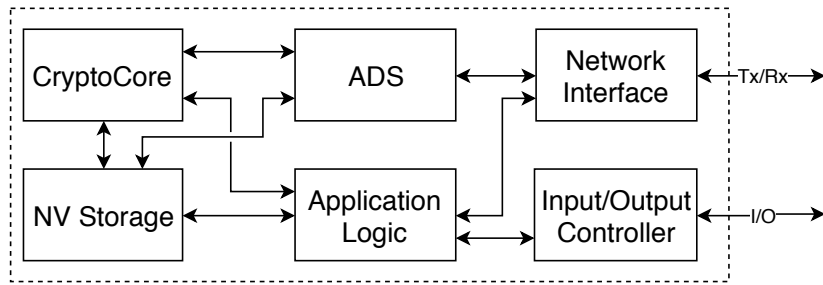 CryptoCore
ADS
Network
Interface
Tx/Rx
NV Storage
Application
Logic
Input/Output
Controller
I/O